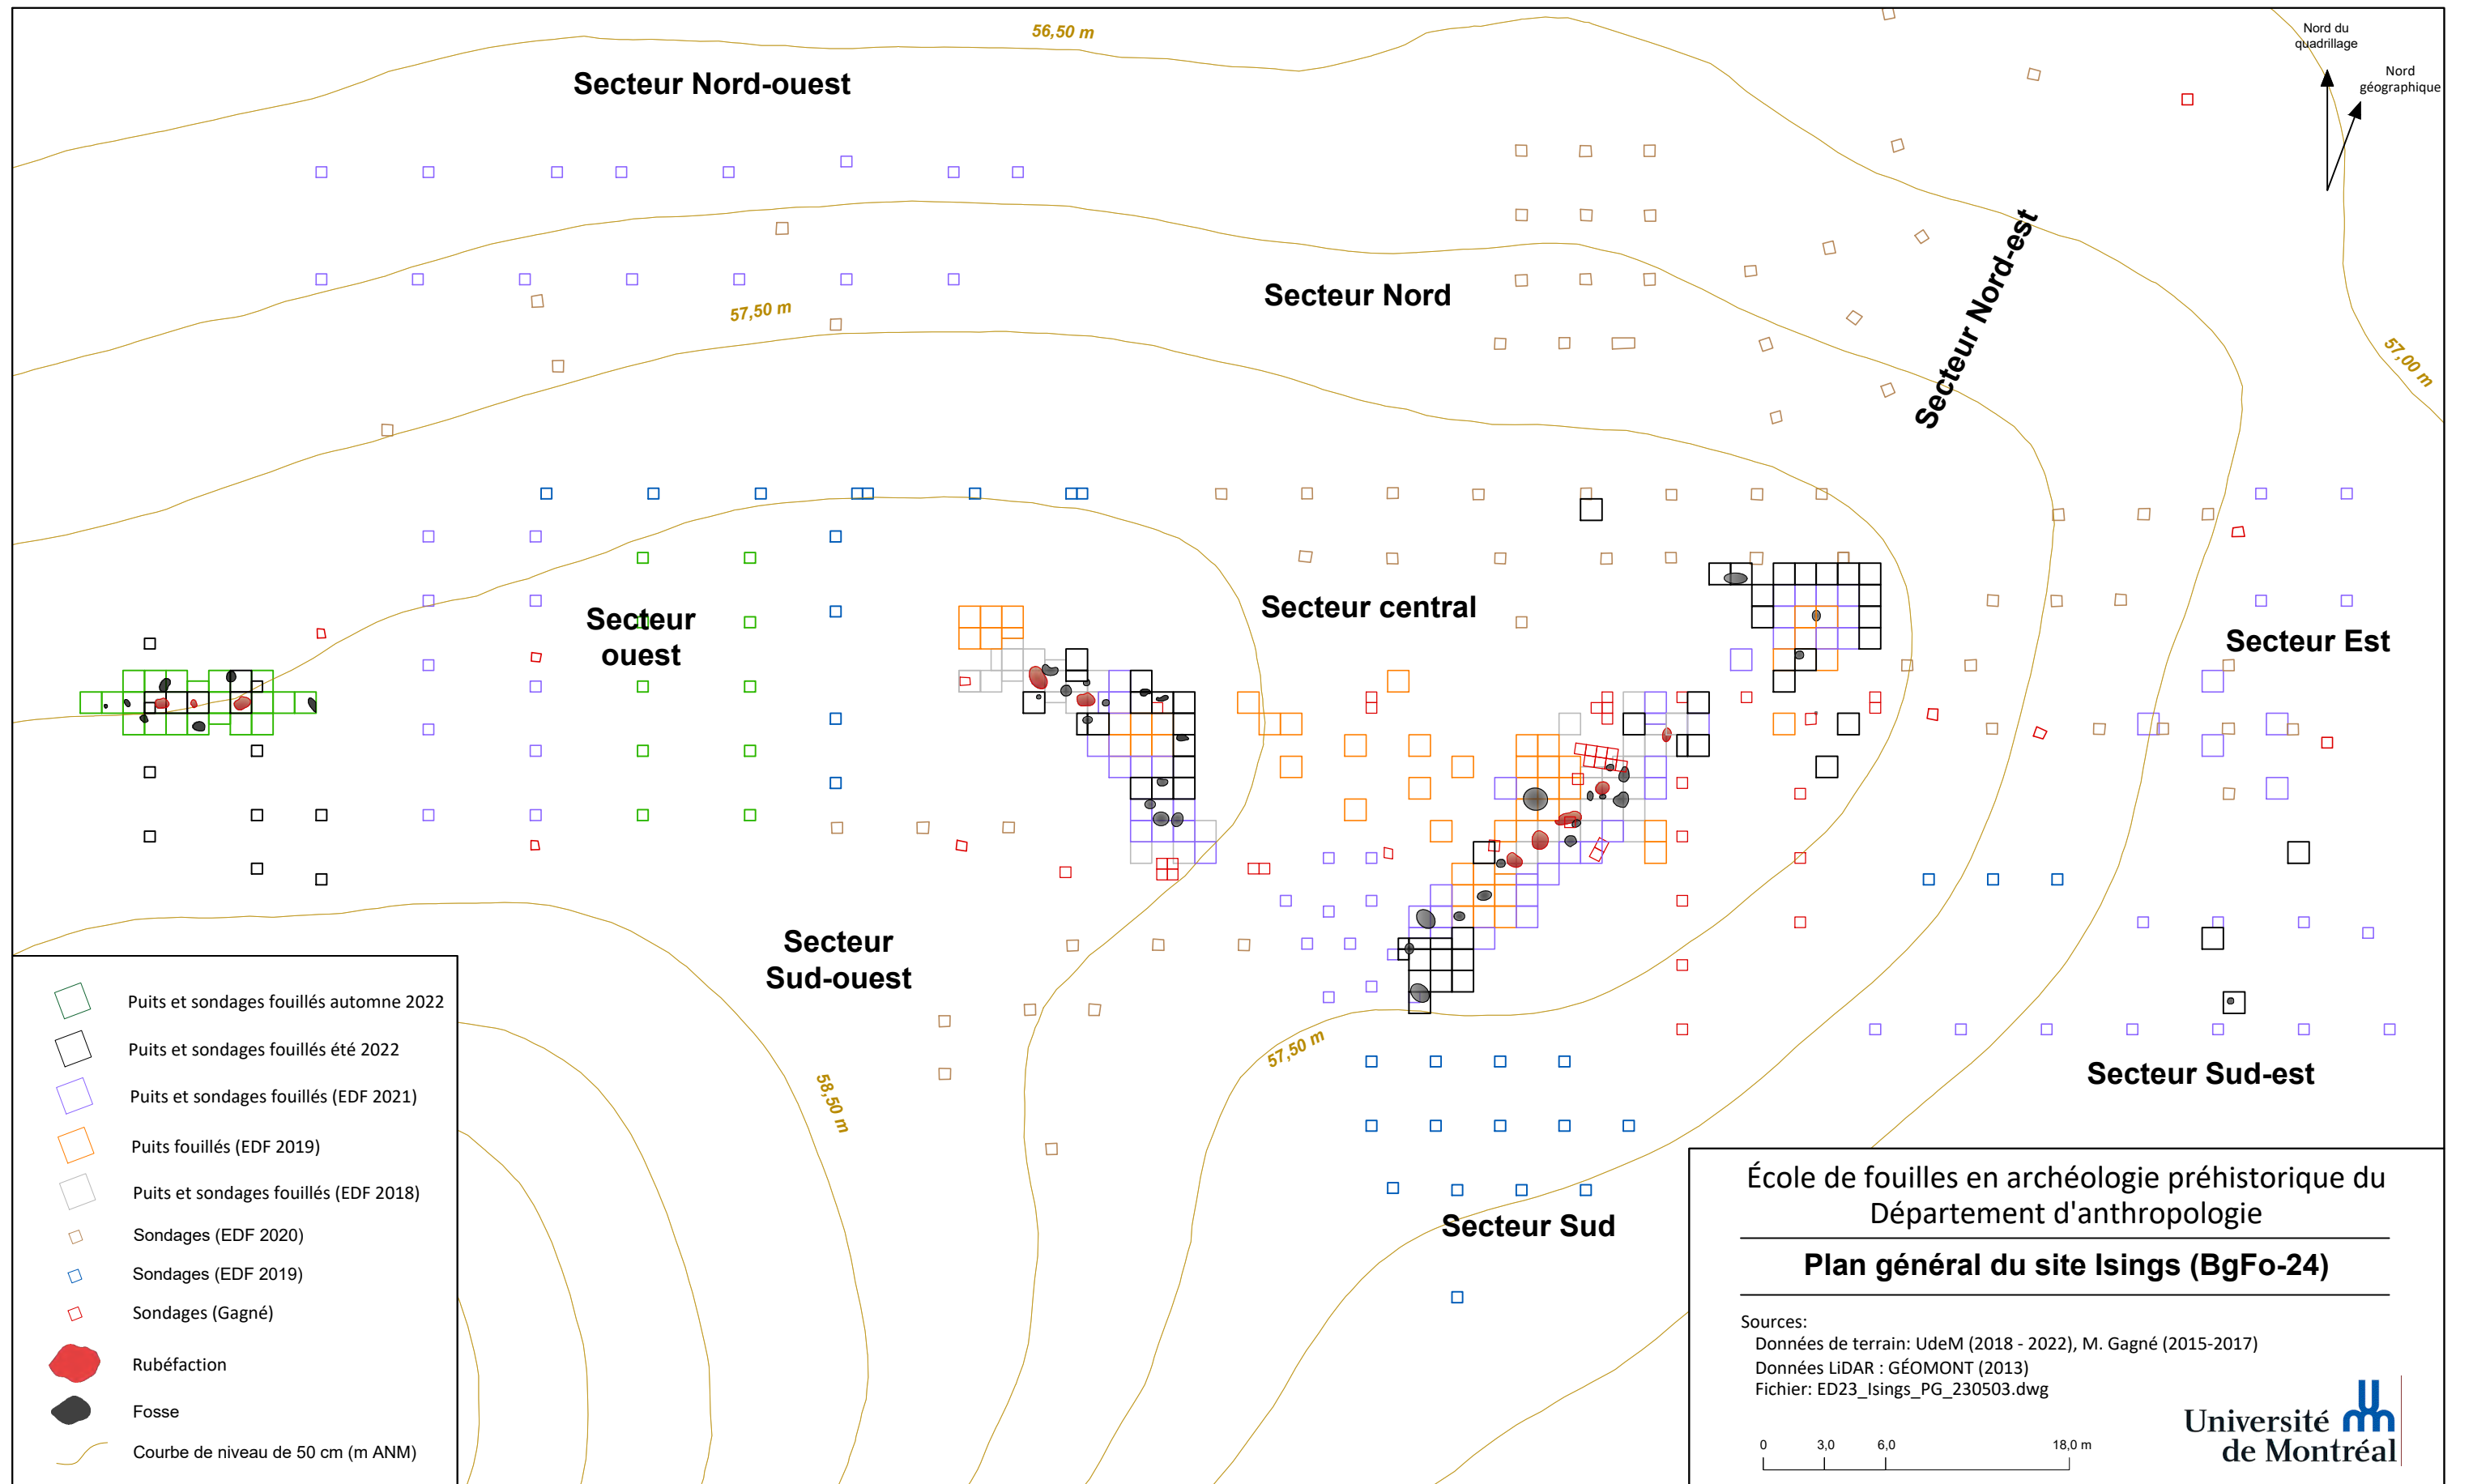 56,50 m
Nord du
quadrillage
Nord
géographique
Secteur Nord-ouest
Secteur Nord-est
Secteur Nord
57,50 m
57,00 m
Secteur central
Secteur
ouest
Secteur Est
Secteur
Sud-ouest
57,50 m
58,50 m
Secteur Sud-est
Secteur Sud
Puits et sondages fouillés automne 2022
Puits et sondages fouillés été 2022
Puits et sondages fouillés (EDF 2021)
Puits fouillés (EDF 2019)
Puits et sondages fouillés (EDF 2018)
Sondages (EDF 2020)
Sondages (EDF 2019)
Sondages (Gagné)
Rubéfaction
Fosse
Courbe de niveau de 50 cm (m ANM)
École de fouilles en archéologie préhistorique du
Département d'anthropologie
Plan général du site Isings (BgFo-24)
Sources:
Données de terrain: UdeM (2018 - 2022), M. Gagné (2015-2017)
Données LiDAR : GÉOMONT (2013)
Fichier: ED23_Isings_PG_230503.dwg
0 3,0 6,0 18,0 m
Université
de Montréal